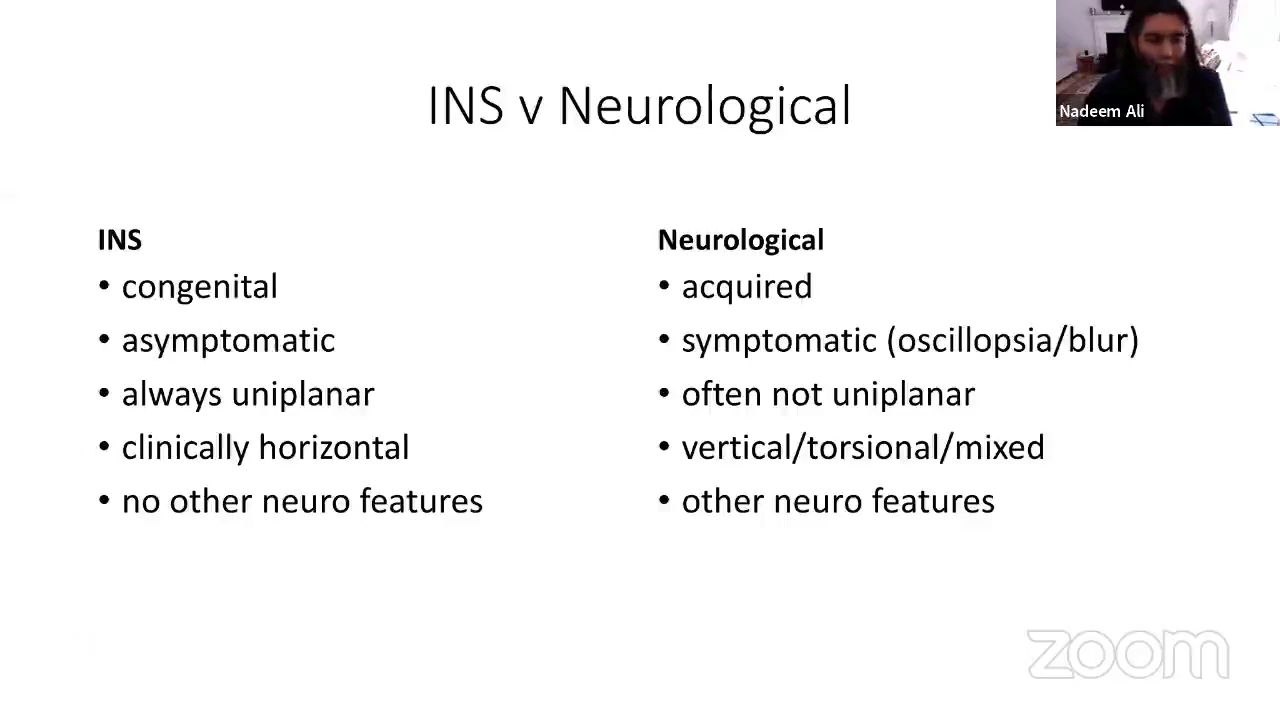 Nadeem Ali
INS v Neurological
INS
• congenital
• asymptomatic
• always uniplanar
• clinically horizontal
• no other neuro features
Neurological
• acquired
• symptomatic (oscillopsia/blur)
• often not uniplanar
• vertical/torsional/mixed
• other neuro features
zoom